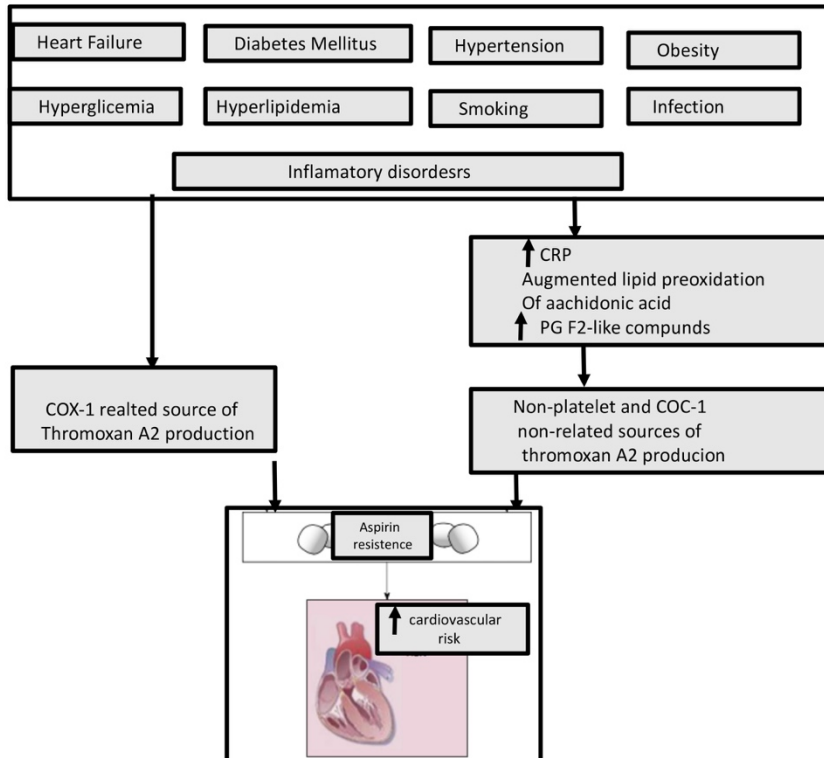 Heart Failure
Diabetes Mellitus
Hypertension
Obesity
Hyperglicemia
Hyperlipidemia
Smoking
Infection
Inflamatory disordesrs
CRP
Augmented lipid preoxidation
Of aachidonic acid
PG F2-like compunds
COX-1 realted source of
Thromoxan A2 production
Non-platelet and COC-1
non-related sources of
thromoxan A2 producion
Aspirin
resistence
cardiovascular
risk